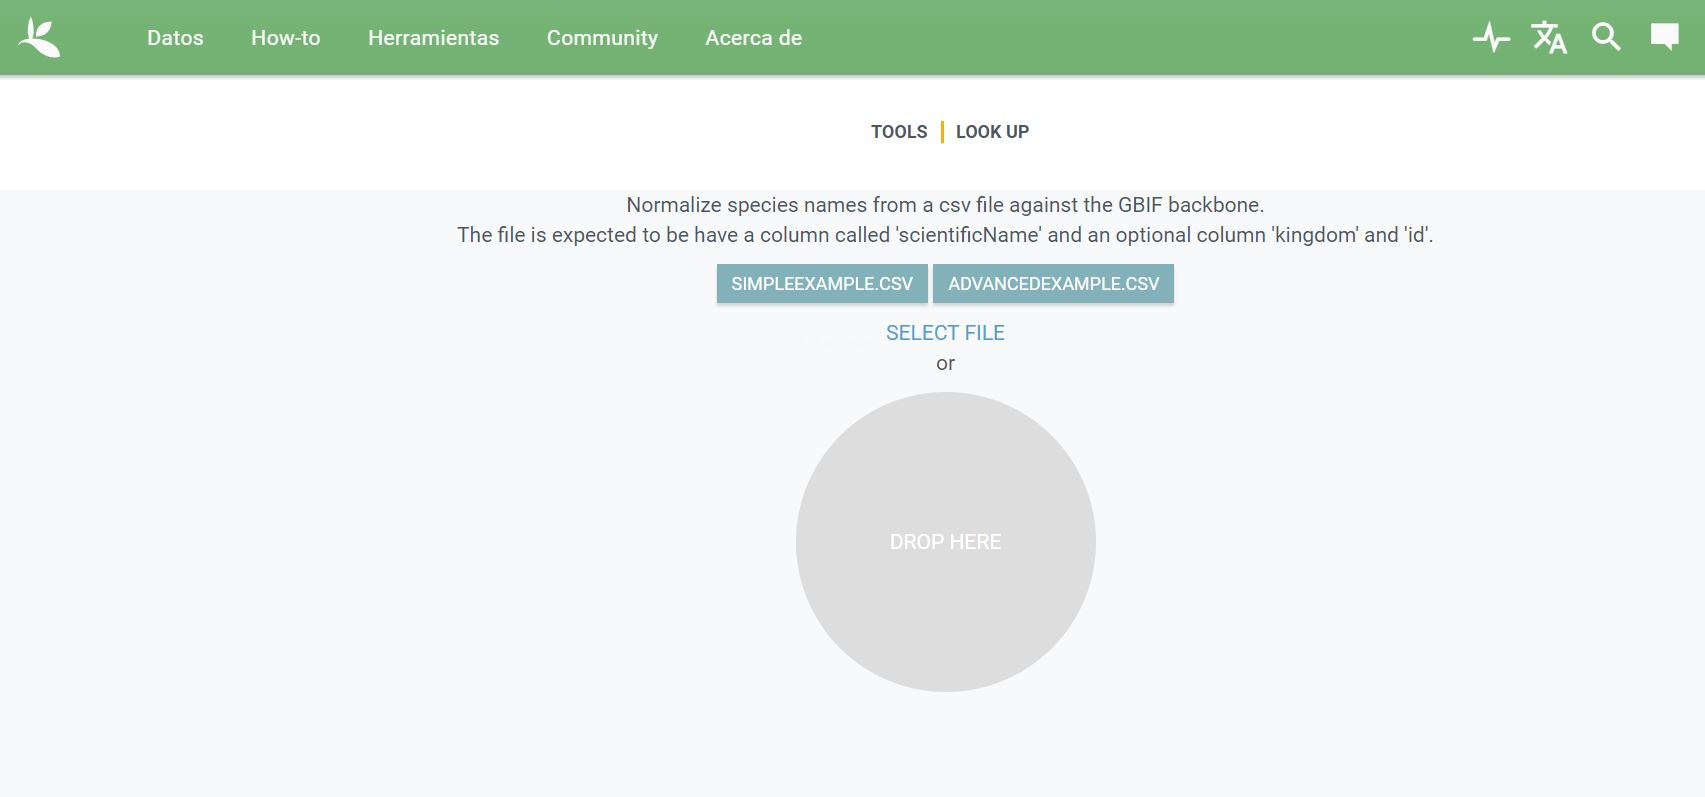 Datos How-to Herramientas Community Acerca de
TOOLS | LOOK UP
Normalize species names from a csv file against the GBIF backbone.
The file is expected to be have a column called 'scientificName' and an optional column 'kingdom' and 'id'.
SIMPLEEXAMPLE.CSV ADVANCEDEXAMPLE.CSV
SELECT FILE
or
DROP HERE